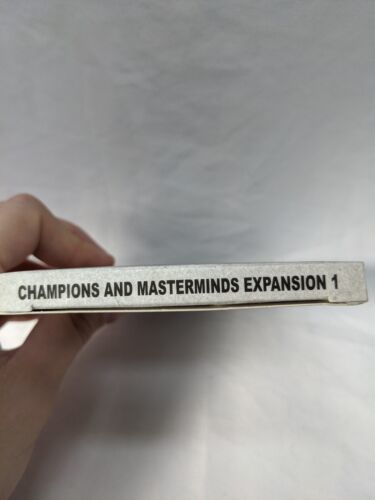 CHAMPIONS AND MASTERMINDS EXPANSION 1